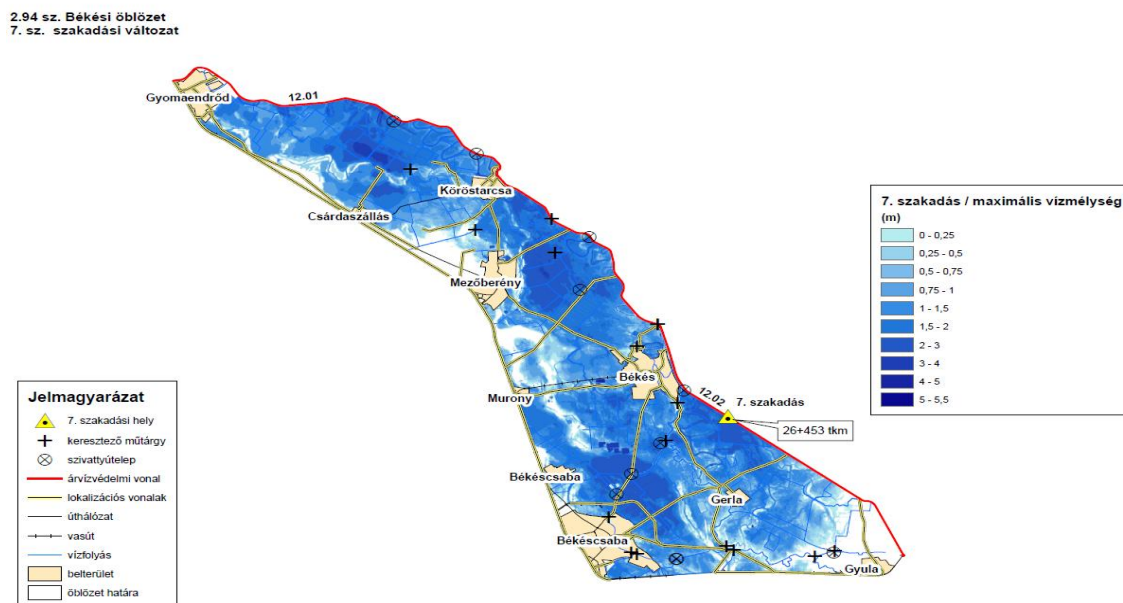 2.94 sz. Békési öblözet
7. sz. szakadási változat
Gyomaendrőd
12.01
Köröstarcsa
Csárdaszállás
Mezőberény
Békés
Murony
12.02
7. szakadás
26+453 tkm
Békéscsaba
Gerla
Békéscsaba
Gyula
7. szakadás / maximális vízmélység
(m)
0 - 0,25
0,25 - 0,5
0,5 - 0,75
0,75 - 1
1 - 1,5
1,5 - 2
2 - 3
3 - 4
4 - 5
5 - 5,5
Jelmagyarázat
7. szakadási hely
keresztező műtárgy
szivattyútelep
árvízvédelmi vonal
lokalizációs vonalak
úthálózat
vasút
vízfolyás
belterület
öblözet határa